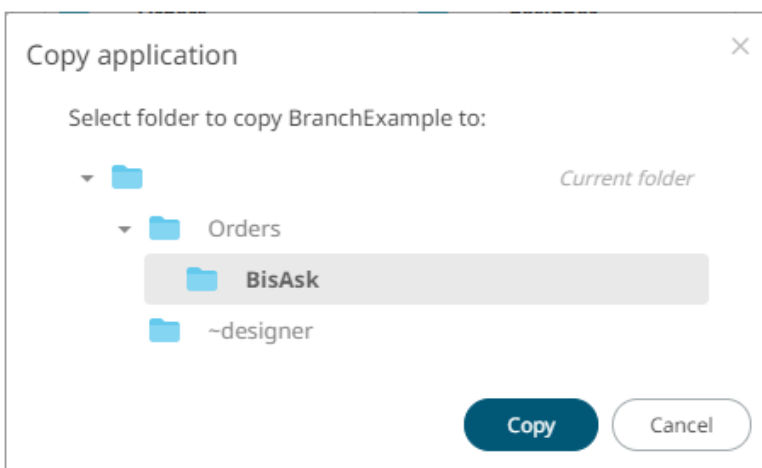 Copy application
Select folder to copy BranchExample to:
Current folder
Orders
BisAsk
~designer
Copy
Cancel